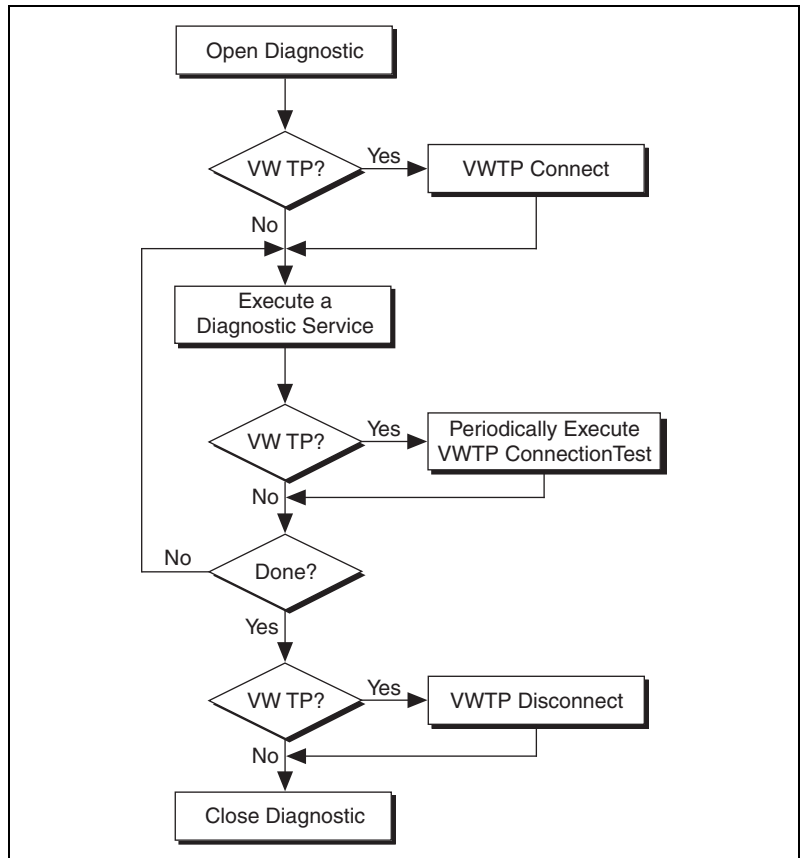 Open Diagnostic
VW TP?
Yes
VWTP Connect
No
Execute a
Diagnostic Service
VW TP?
Yes
Periodically Execute
VWTP ConnectionTest
No
No
Done?
Yes
VW TP?
Yes
VWTP Disconnect
No
Close Diagnostic